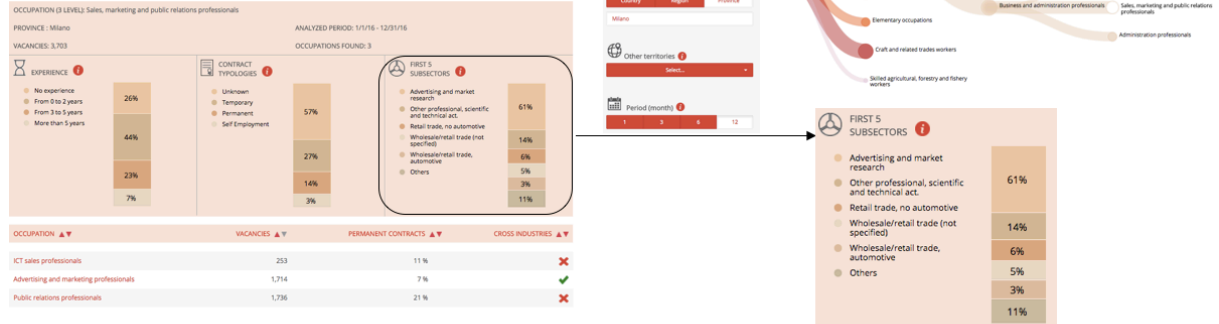 OCCUPATION (3 LEVEL): Sales, marketing and public relations professionals
PROVINCE : Milano
ANALYZED PERIOD: 1/1/16 - 12/31/16
VACANCIES: 3,703
OCCUPATIONS FOUND: 3
EXPERIENCE
No experience
From 0 to 2 years
From 3 to 5 years
More than 5 years
26%
44%
23%
7%
CONTRACT
TYPOLOGIES
Unknown
Temporary
Permanent
Self Employment
57%
27%
14%
3%
FIRST 5
SUBSECTORS
Advertising and market
research
Other professional, scientific
and technical act.
Retail trade, no automotive
Wholesale/retail trade (not
specified)
Wholesale/retail trade,
automotive
Others
61%
14%
6%
5%
3%
11%
OCCUPATION
VACANCIES
PERMANENT CONTRACTS
CROSS INDUSTRIES
ICT sales professionals
253
11 %
Advertising and marketing professionals
1,714
7 %
Public relations professionals
1,736
21 %
Country
Region
Province
Milano
Other territories
Select...
Period (month)
1
3
6
12
Elementary occupations
Craft and related trades workers
Skilled agricultural, forestry and fishery
workers
Business and administration professionals
Sales, marketing and public relations
professionals
Administration professionals
FIRST 5
SUBSECTORS
Advertising and market
research
Other professional, scientific
and technical act.
Retail trade, no automotive
Wholesale/retail trade (not
specified)
Wholesale/retail trade,
automotive
Others
61%
14%
6%
5%
3%
11%